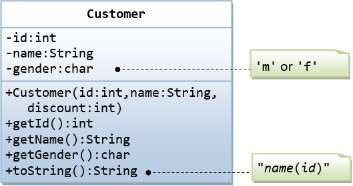 Customer
-id:int
-name:String
-gender:char
'm' or 'f'
+Customer(id:int,name:String,
discount:int)
+getId():int
+getName():String
+getGender():char
+toString():String
"name(id)"